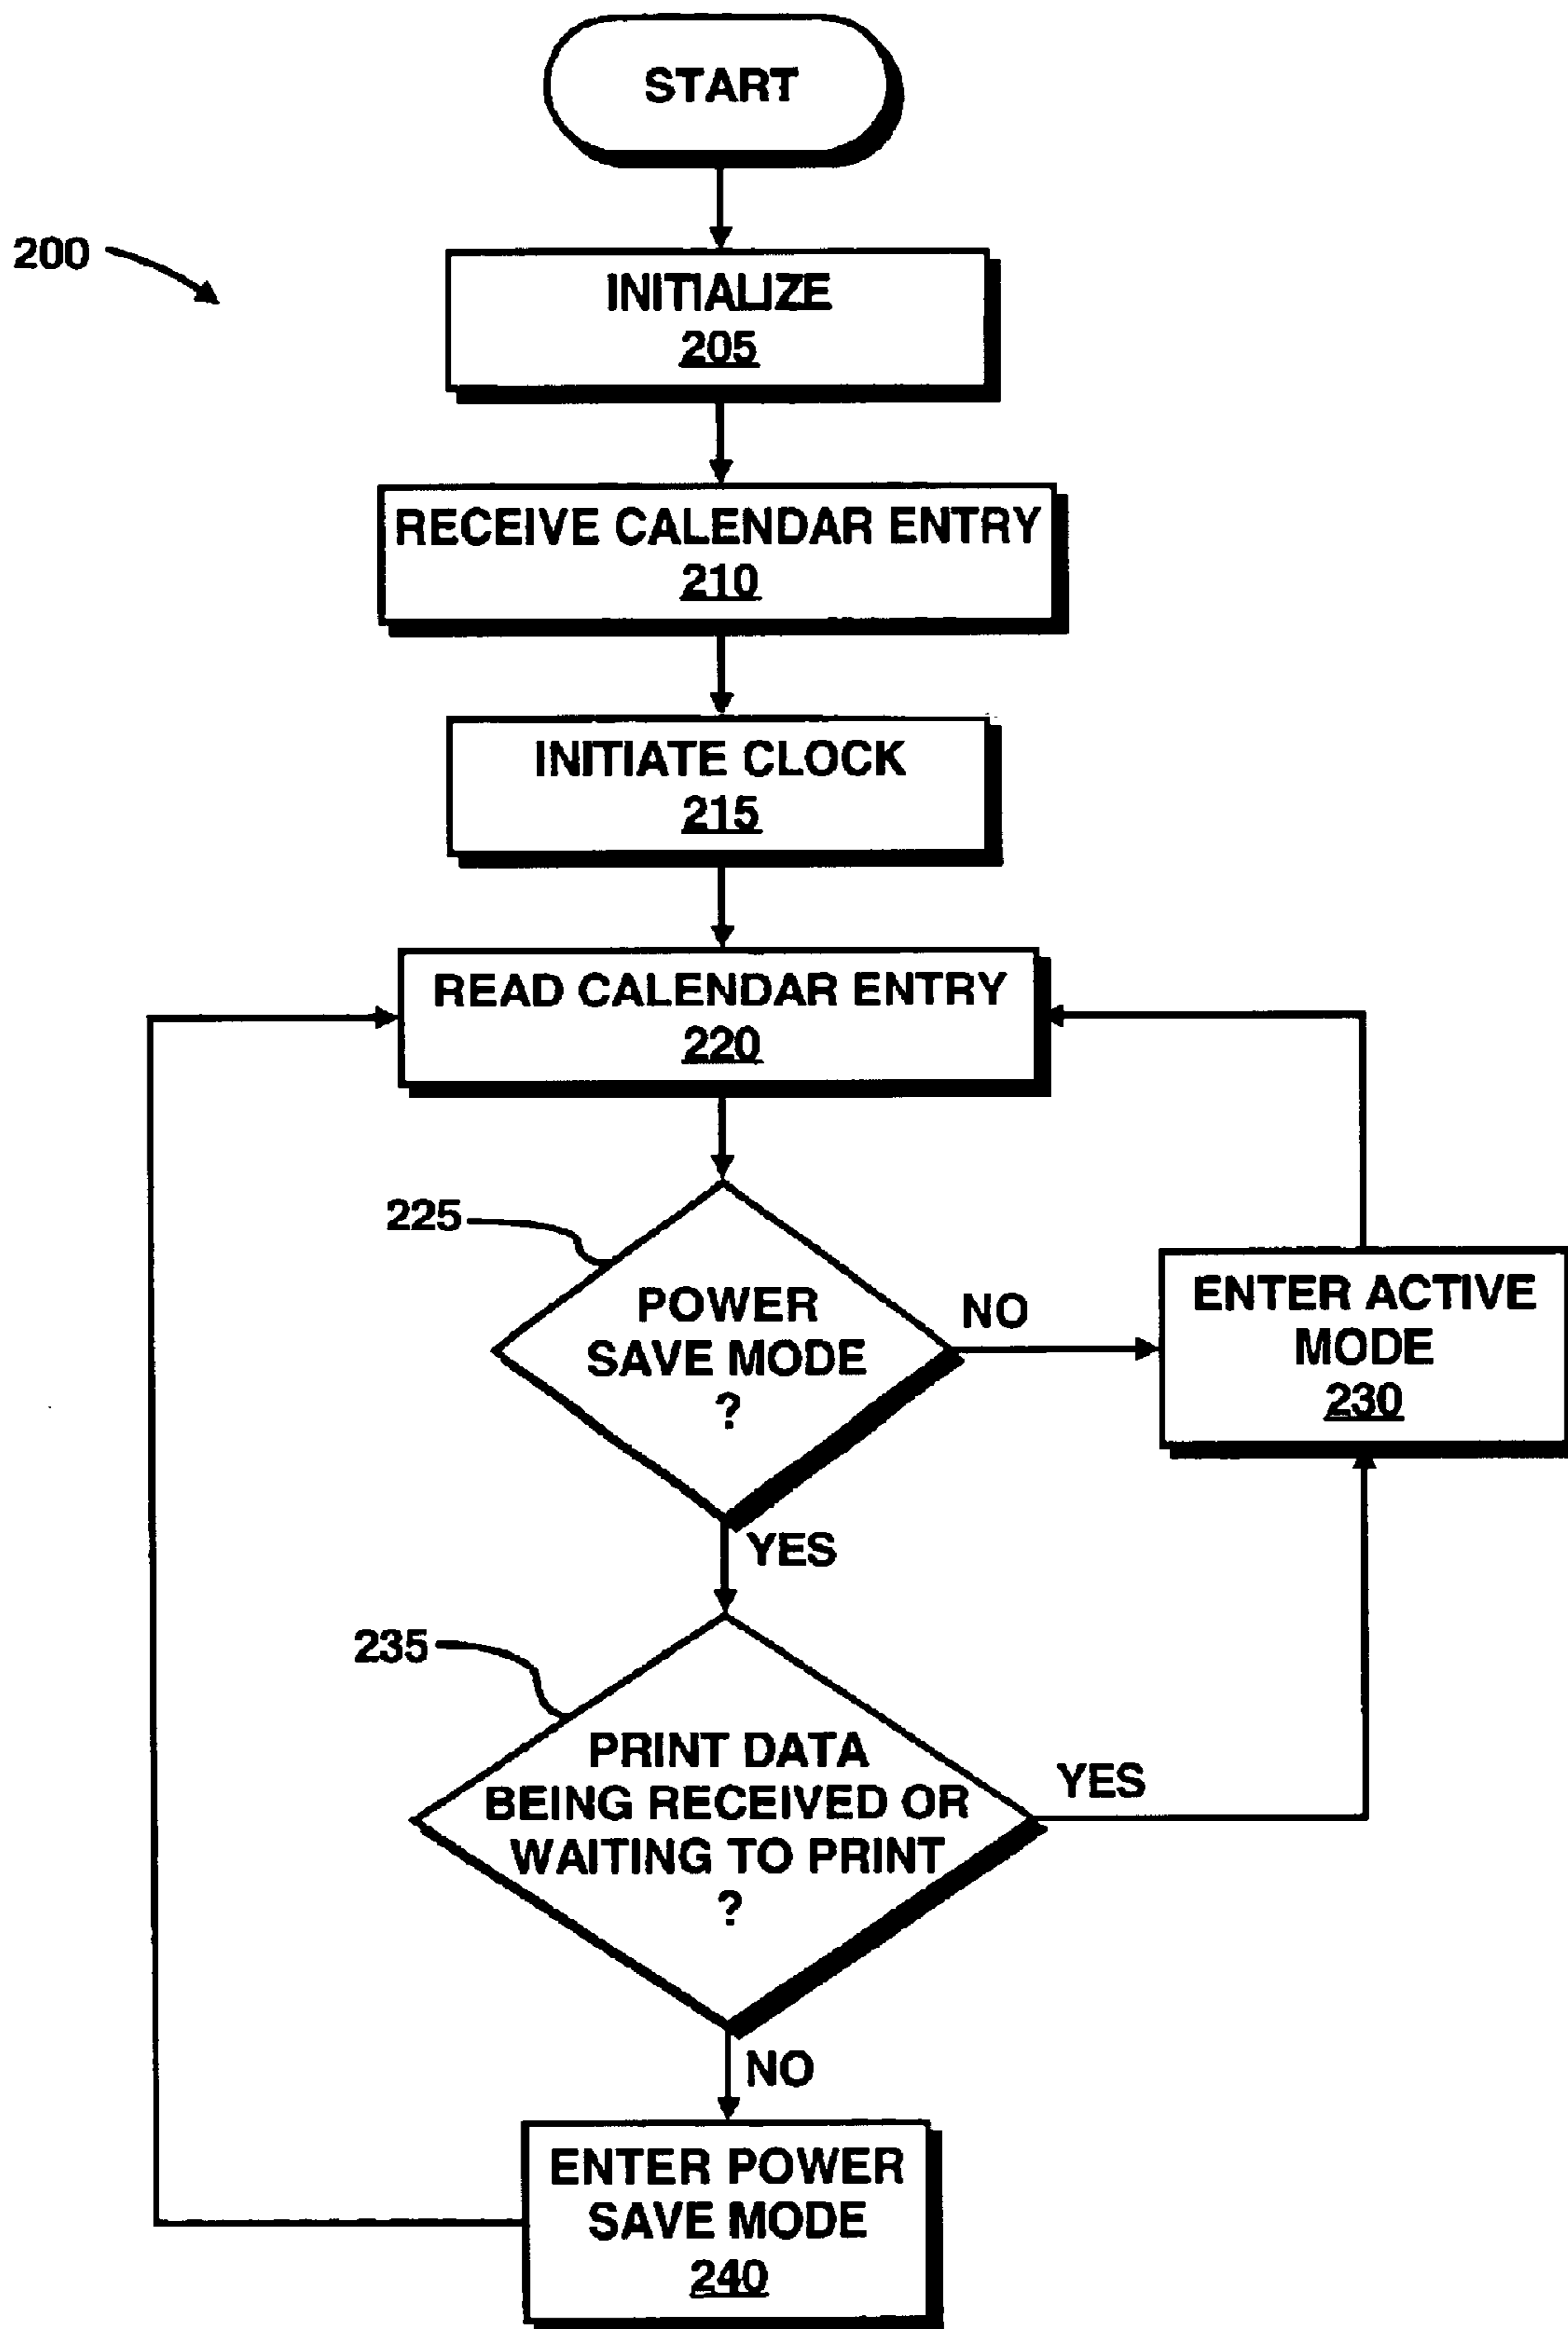 START
200
INITIALIZE
205
RECEIVE CALENDAR ENTRY
210
INITIATE CLOCK
215
READ CALENDAR ENTRY
220
225
POWER
SAVE MODE
?
NO
ENTER ACTIVE
MODE
230
YES
235
PRINT DATA
BEING RECEIVED OR
WAITING TO PRINT
?
YES
NO
ENTER POWER
SAVE MODE
240